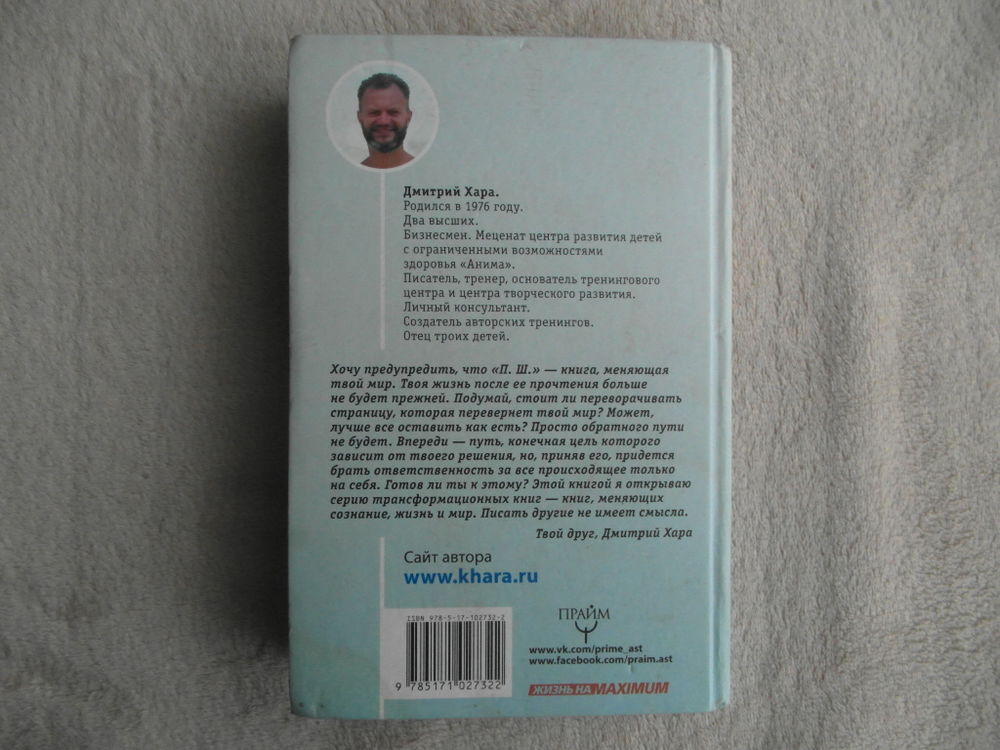 Дмитрий Хара.
Родился в 1976 году.
Два высших.
Бизнесмен. Меценат центра развития детей
с ограниченными возможностями
здоровья «Анима».
Писатель, тренер, основатель тренингового
центра и центра творческого развития.
Личный консультант.
Создатель авторских тренингов.
Отец троих детей.
Хочу предупредить, что «П. Ш.» — книга, меняющая
твой мир. Твоя жизнь после ее прочтения больше
не будет прежней. Подумай, стоит ли переворачивать
страницу, которая перевернет твой мир? Может,
лучше все оставить как есть? Просто обратного пути
не будет. Впереди — путь, конечная цель которого
зависит от твоего решения, но, приняв его, придется
брать ответственность за все происходящее только
на себя. Готов ли ты к этому? Этой книгой я открываю
серию трансформационных книг — книг, меняющих
сознание, жизнь и мир. Писать другие не имеет смысла.
Твой друг, Дмитрий Хара
Сайт автора
www.khara.ru
ISBN 978-5-17-102732-2
9 785171 027322
ПРАЙМ
www.vk.com/prime_ast
www.facebook.com/praim.ast
ЖИЗНЬ НА MAXIMUM